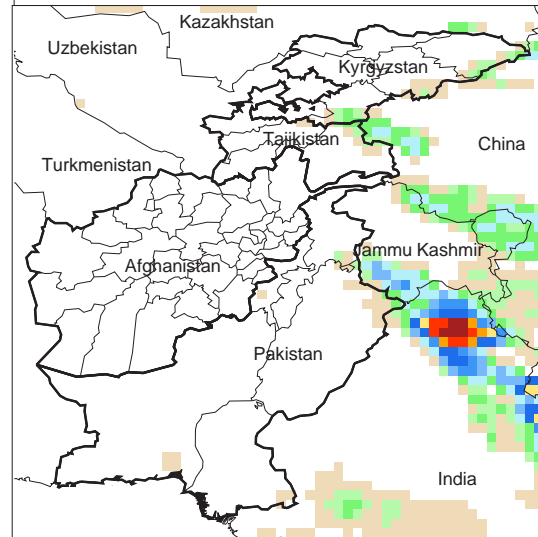 Kazakhstan
Uzbekistan
Kyrgyzstan
Tajikistan
China
Turkmenistan
Jammu Kashmir
Afghanistan
Pakistan
India